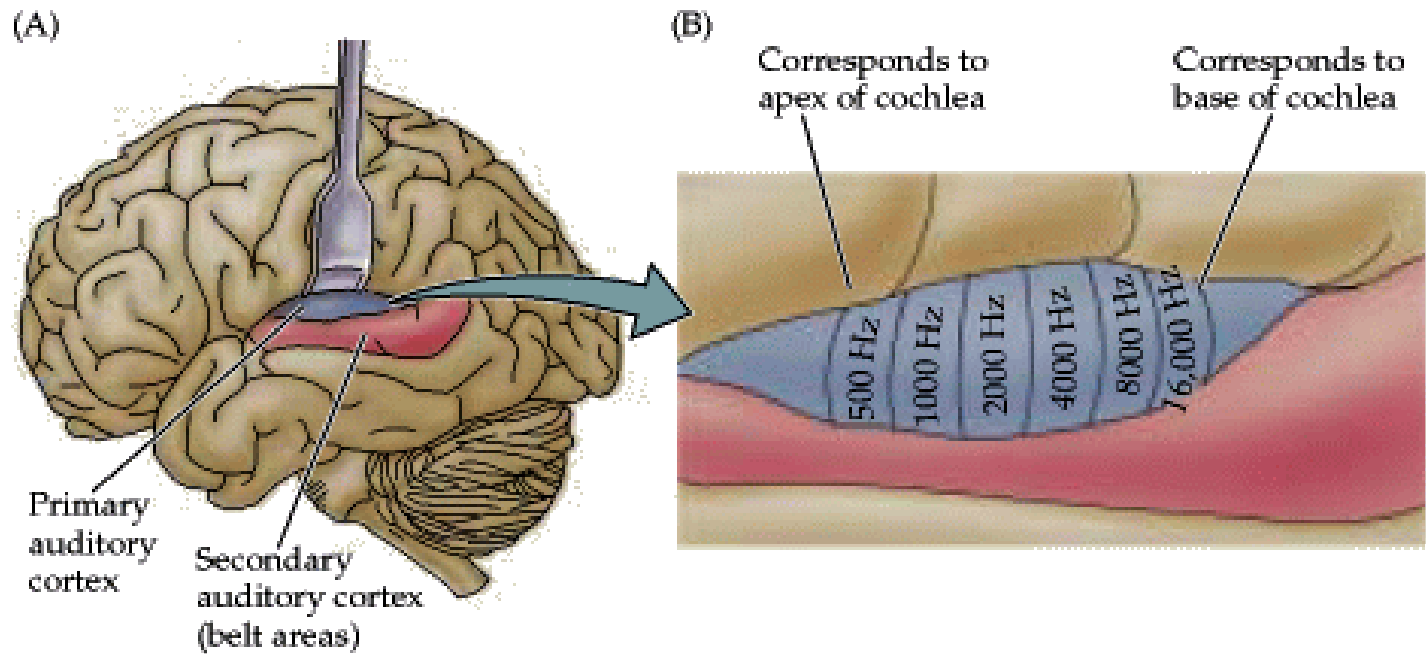 (A)
Primary
auditory
cortex
Secondary
auditory cortex
(belt areas)
(B)
Corresponds to
apex of cochlea
Corresponds to
base of cochlea
500 Hz
1000 Hz
2000 Hz
4000 Hz
8000 Hz
16,000 Hz